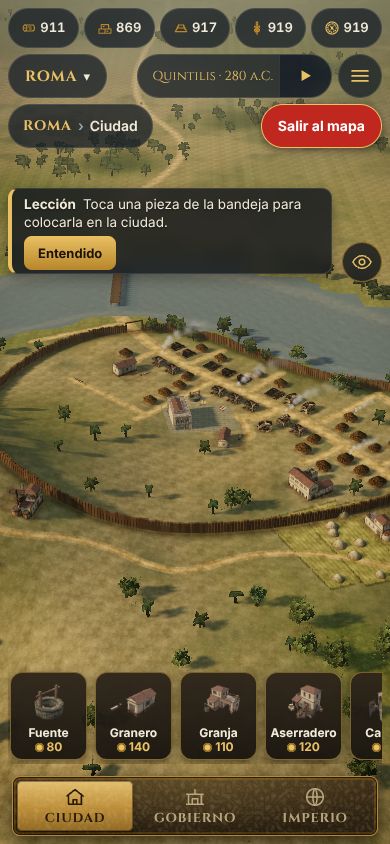 911 869 917 919 919
ROMA ▾ QUINTILIS · 280 A.C.
ROMA › Ciudad Salir al mapa
Lección Toca una pieza de la bandeja para
colocarla en la ciudad.
Entendido
Fuente Granero Granja Aserradero
80 140 110 120
CIUDAD GOBIERNO IMPERIO